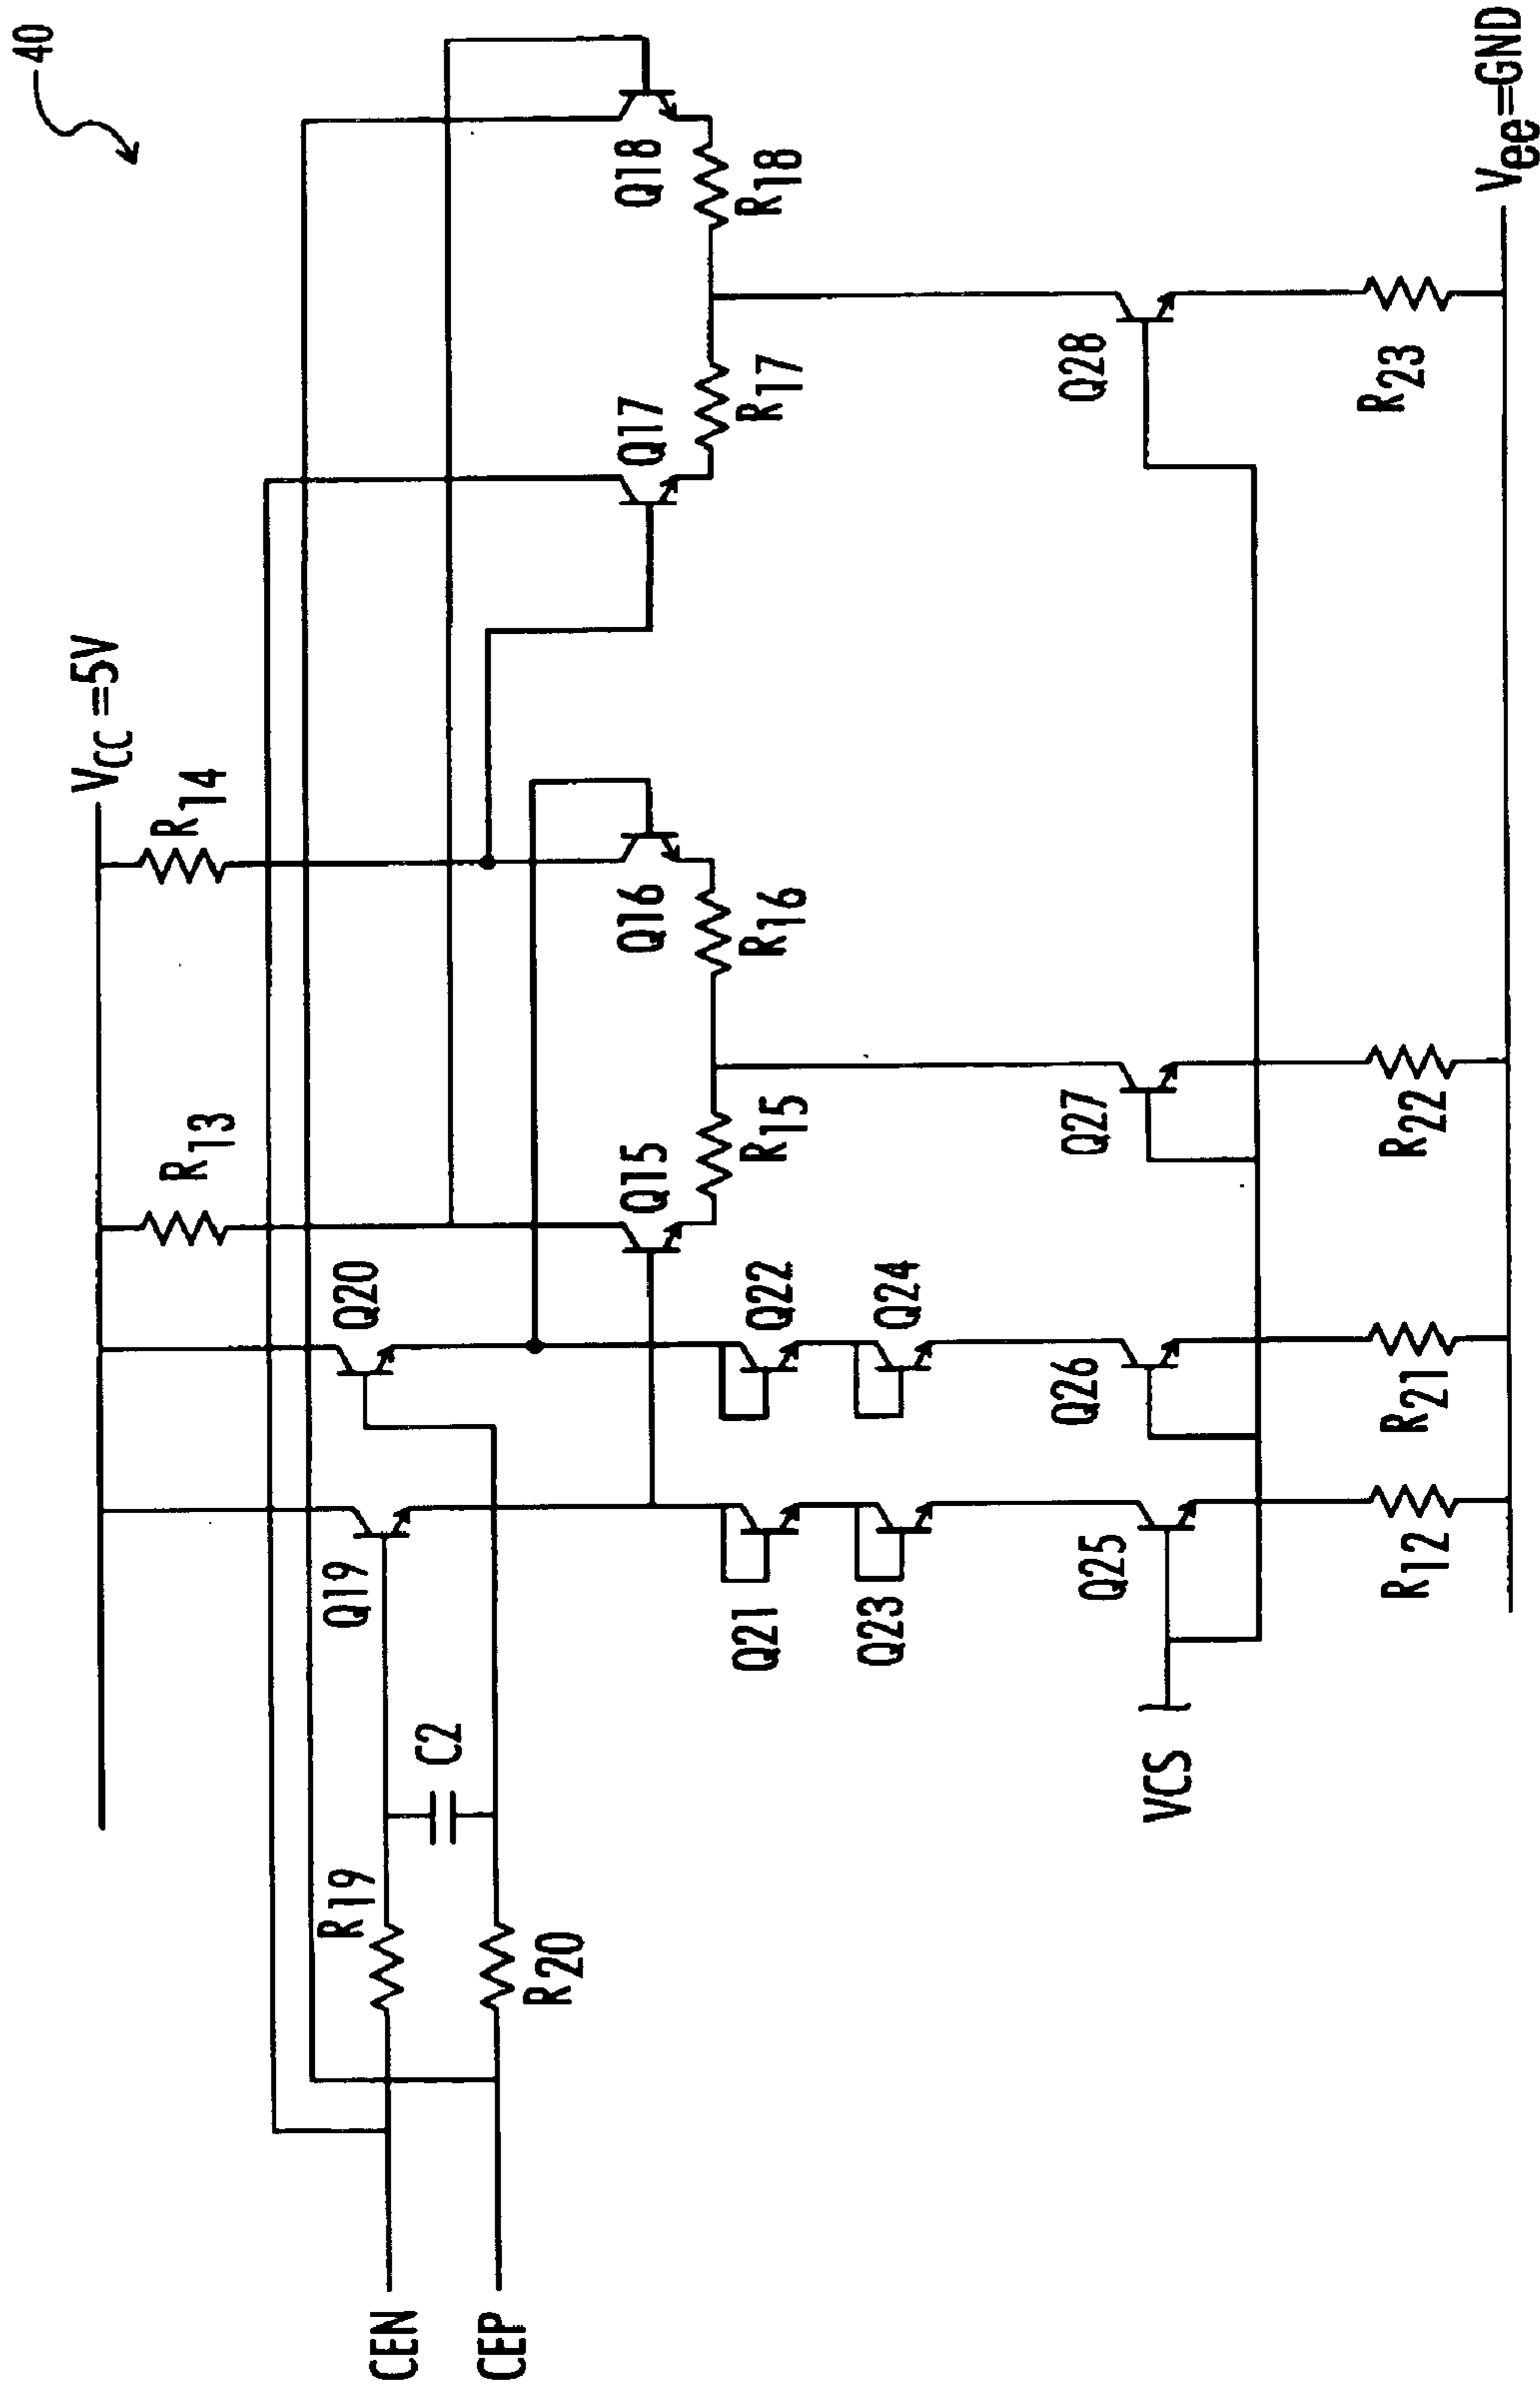 40
VCC=5V
R14
R13
Q20
Q19
R19
C2
R20
CEN
CEP
Q18
R18
Q17
R17
Q16
R16
Q15
R15
Q22
Q24
Q21
Q23
Q28
Q27
Q26
Q25
VCS
R23
R22
R21
R12
Vee=GND